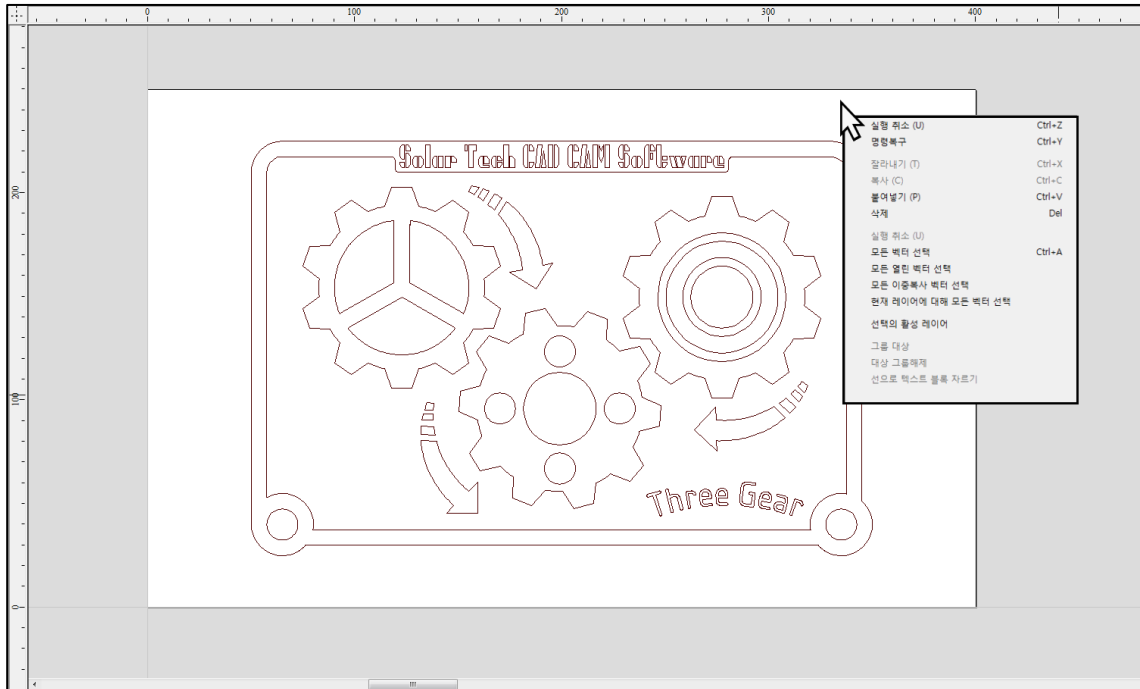 0 100 200 300 400
200
100
0
Solar Tech CAD CAM Software
Three Gear
실행 취소 (U) Ctrl+Z
명령복구 Ctrl+Y
잘라내기 (T) Ctrl+X
복사 (C) Ctrl+C
붙여넣기 (P) Ctrl+V
삭제 Del
실행 취소 (U)
모든 벡터 선택 Ctrl+A
모든 열린 벡터 선택
모든 이중복사 벡터 선택
현재 레이어에 대해 모든 벡터 선택
선택의 활성 레이어
그룹 대상
대상 그룹해제
선으로 텍스트 블록 자르기